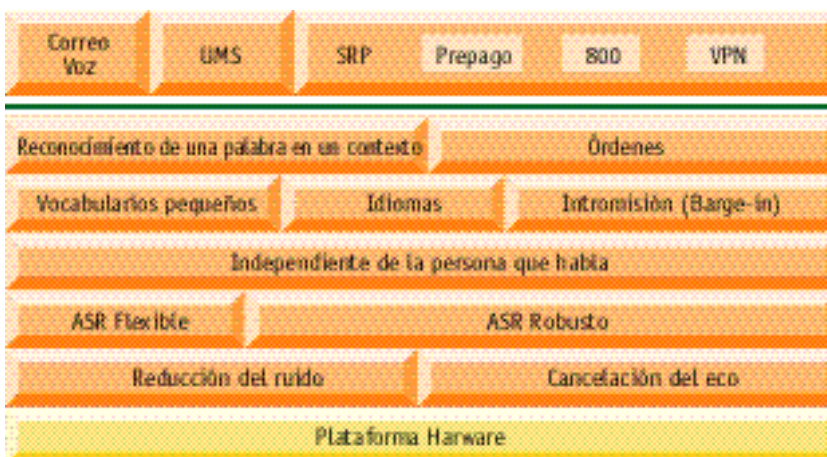 Correo
Voz
UMS SRP Prepago 800 VPN
Reconocimiento de una palabra en un contexto Órdenes
Vocabularios pequeños Idiomas Intromisión (Barge-in)
Independiente de la persona que habla
ASR Flexible ASR Robusto
Reducción del ruido Cancelación del eco
Plataforma Harware